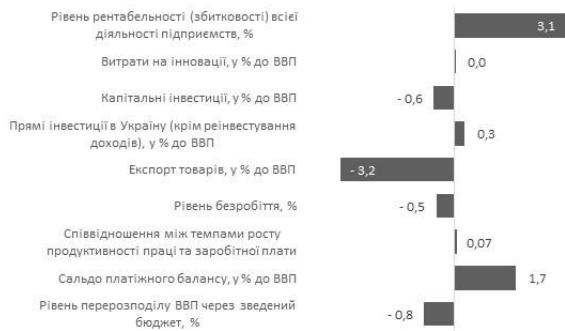 Рівень рентабельності (збитковості) всієї
діяльності підприємств, %
3,1
Витрати на інновації, у % до ВВП
0,0
Капітальні інвестиції, у % до ВВП
- 0,6
Прямі інвестиції в Україну (крім реінвестування
доходів), у % до ВВП
0,3
Експорт товарів, у % до ВВП
- 3,2
Рівень безробіття, %
- 0,5
Співвідношення між темпами росту
продуктивності праці та заробітної плати
0,07
Сальдо платіжного балансу, у % до ВВП
1,7
Рівень перерозподілу ВВП через зведений
бюджет, %
- 0,8